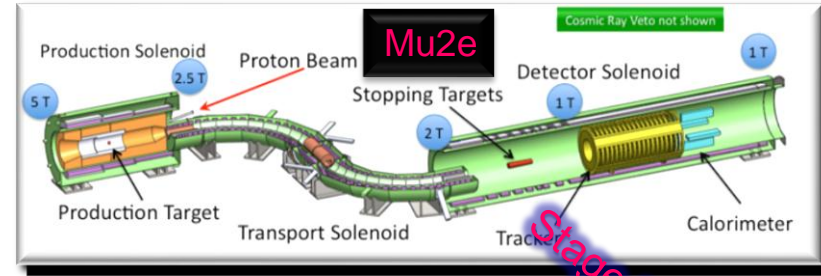 Cosmic Ray Veto not shown
Mu2e
Production Solenoid
Proton Beam
Detector Solenoid
1 T
2.5 T
Stopping Targets
1 T
5 T
2 T
Production Target
Transport Solenoid
Tracker
Calorimeter
Stage